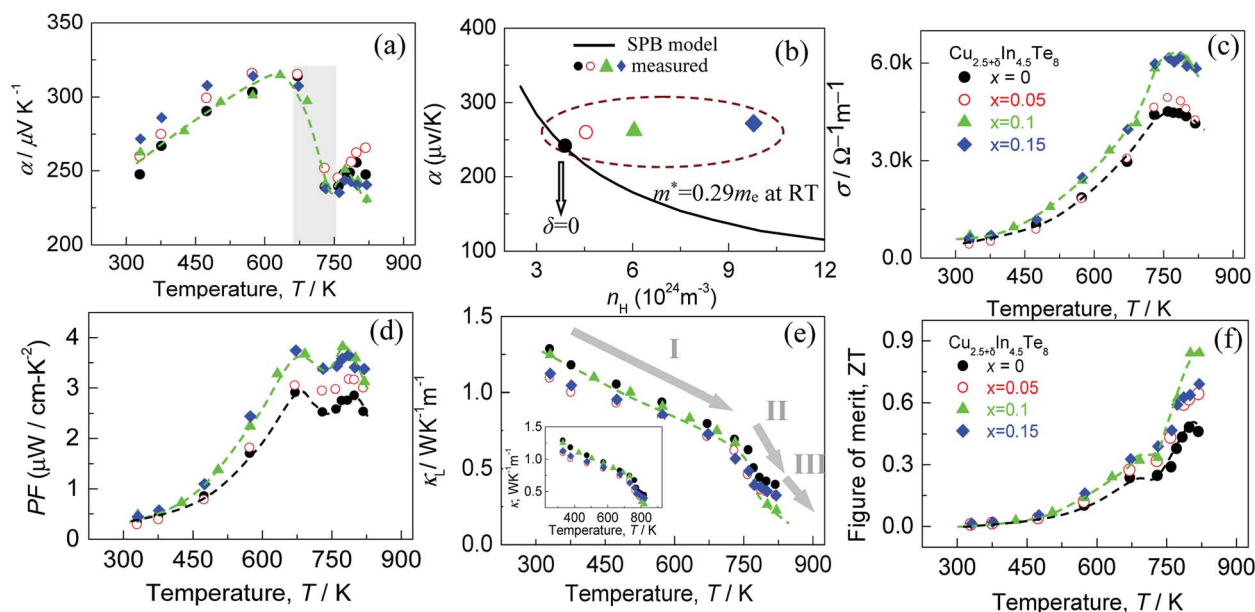 (a)
350
300
250
200
α / μV K⁻¹
300 450 600 750 900
Temperature, T / K
(b)
400
300
200
100
α (μv/K)
SPB model
measured
m*=0.29mₑ at RT
δ=0
3 6 9 12
n_H (10²⁴m⁻³)
(c)
6.0k
3.0k
0
σ / Ω⁻¹m⁻¹
Cu₂.₅₊δIn₄.₅Te₈
x = 0
x=0.05
x=0.1
x=0.15
300 450 600 750 900
Temperature, T / K
(d)
4
3
2
1
0
PF (μW / cm-K⁻²)
300 450 600 750 900
Temperature, T / K
(e)
1.5
1.0
0.5
0.0
κ_L / WK⁻¹m⁻¹
I
II
III
1.5
1.0
0.5
κ, WK⁻¹m⁻¹
400 600 800
Temperature, T / K
300 450 600 750 900
Temperature, T / K
(f)
0.9
0.6
0.3
0.0
Figure of merit, ZT
Cu₂.₅₊δIn₄.₅Te₈
x = 0
x=0.05
x=0.1
x=0.15
300 450 600 750 900
Temperature, T / K